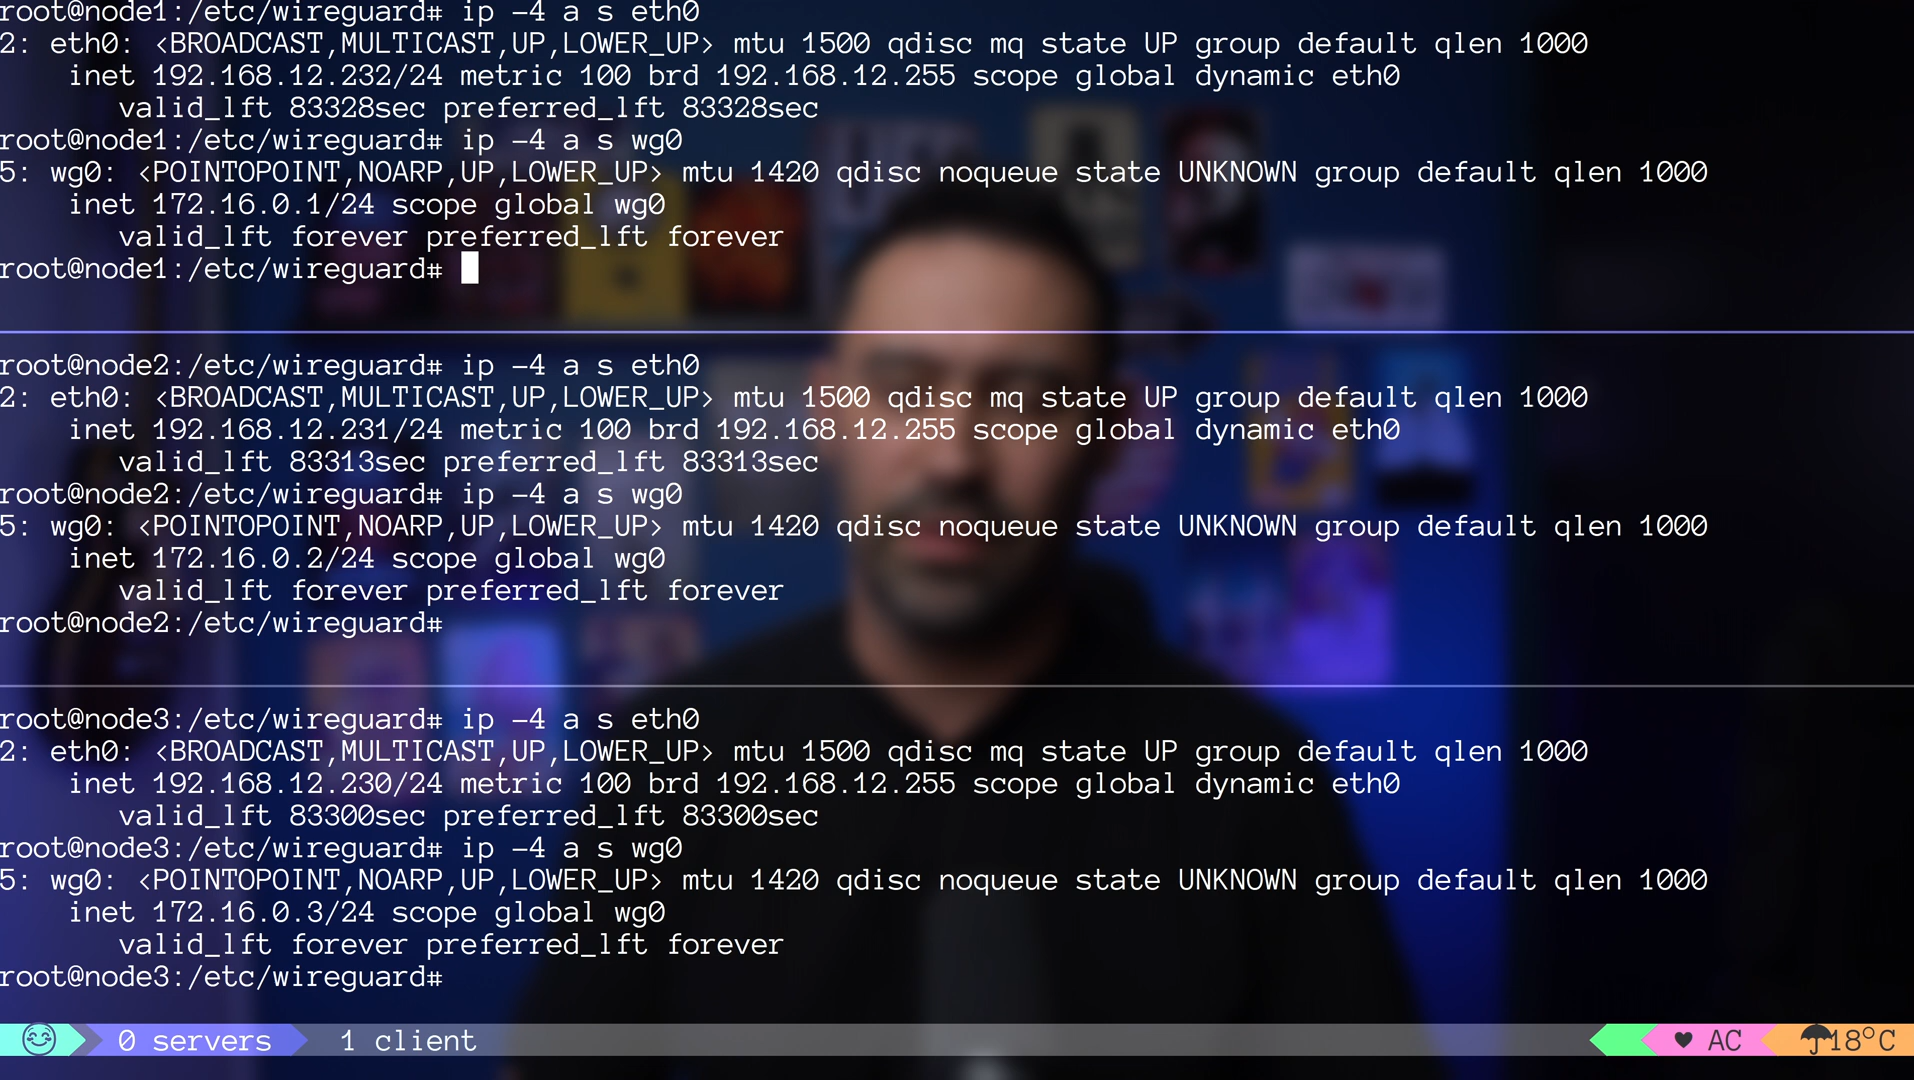 root@node1:/etc/wireguard# ip -4 a s eth0
2: eth0: <BROADCAST,MULTICAST,UP,LOWER_UP> mtu 1500 qdisc mq state UP group default qlen 1000
    inet 192.168.12.232/24 metric 100 brd 192.168.12.255 scope global dynamic eth0
       valid_lft 83328sec preferred_lft 83328sec
root@node1:/etc/wireguard# ip -4 a s wg0
5: wg0: <POINTOPOINT,NOARP,UP,LOWER_UP> mtu 1420 qdisc noqueue state UNKNOWN group default qlen 1000
    inet 172.16.0.1/24 scope global wg0
       valid_lft forever preferred_lft forever
root@node1:/etc/wireguard#
root@node2:/etc/wireguard# ip -4 a s eth0
2: eth0: <BROADCAST,MULTICAST,UP,LOWER_UP> mtu 1500 qdisc mq state UP group default qlen 1000
    inet 192.168.12.231/24 metric 100 brd 192.168.12.255 scope global dynamic eth0
       valid_lft 83313sec preferred_lft 83313sec
root@node2:/etc/wireguard# ip -4 a s wg0
5: wg0: <POINTOPOINT,NOARP,UP,LOWER_UP> mtu 1420 qdisc noqueue state UNKNOWN group default qlen 1000
    inet 172.16.0.2/24 scope global wg0
       valid_lft forever preferred_lft forever
root@node2:/etc/wireguard#
root@node3:/etc/wireguard# ip -4 a s eth0
2: eth0: <BROADCAST,MULTICAST,UP,LOWER_UP> mtu 1500 qdisc mq state UP group default qlen 1000
    inet 192.168.12.230/24 metric 100 brd 192.168.12.255 scope global dynamic eth0
       valid_lft 83300sec preferred_lft 83300sec
root@node3:/etc/wireguard# ip -4 a s wg0
5: wg0: <POINTOPOINT,NOARP,UP,LOWER_UP> mtu 1420 qdisc noqueue state UNKNOWN group default qlen 1000
    inet 172.16.0.3/24 scope global wg0
       valid_lft forever preferred_lft forever
root@node3:/etc/wireguard#
0 servers 1 client ♥ AC ☂18°C